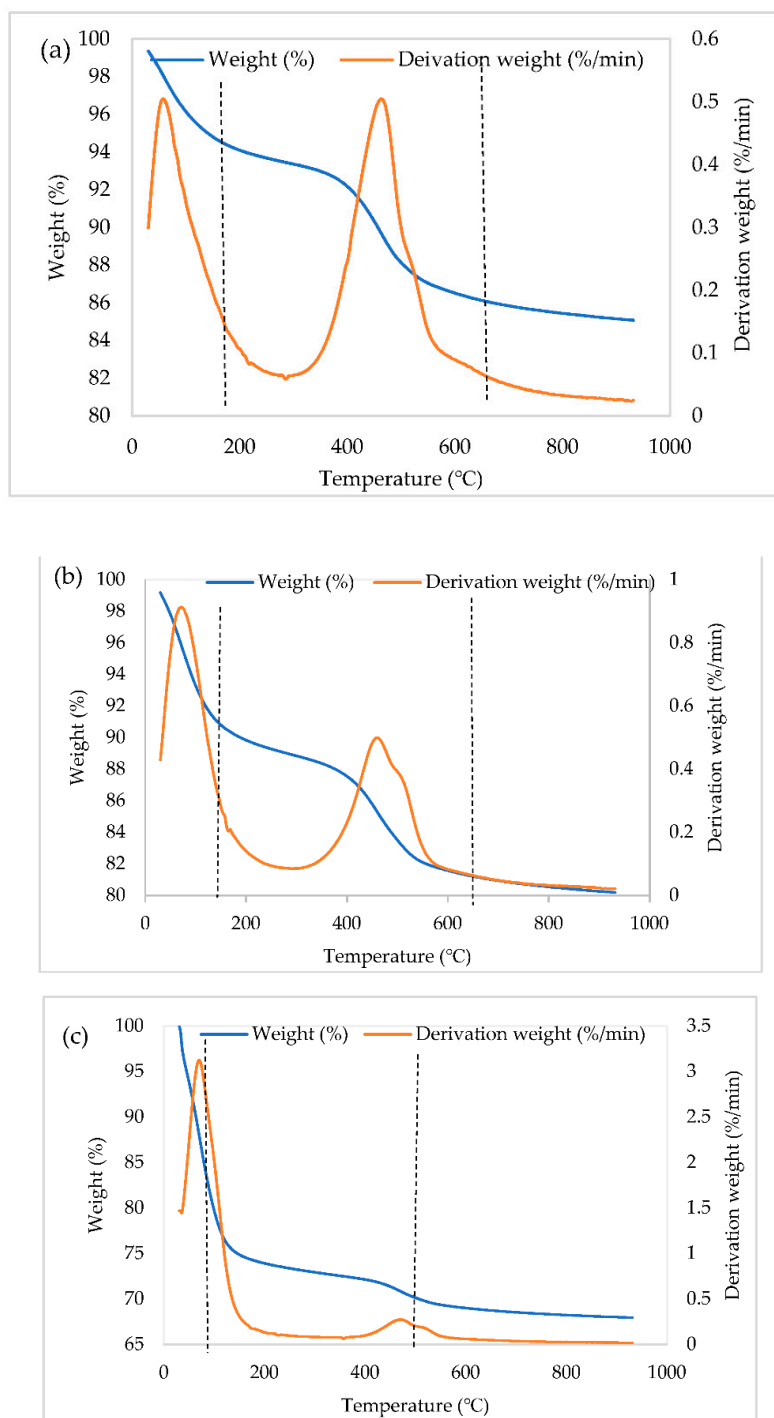 (a)
Weight (%)
Deivation weight (%/min)
100
98
96
94
92
90
88
86
84
82
80
0.6
0.5
0.4
0.3
0.2
0.1
0
Weight (%)
Derivation weight (%/min)
0 200 400 600 800 1000
Temperature (℃)
(b)
Weight (%)
Derivation weight (%/min)
100
98
96
94
92
90
88
86
84
82
80
1
0.8
0.6
0.4
0.2
0
Weight (%)
Derivation weight (%/min)
0 200 400 600 800 1000
Temperature (℃)
(c)
Weight (%)
Derivation weight (%/min)
100
95
90
85
80
75
70
65
3.5
3
2.5
2
1.5
1
0.5
0
Weight (%)
Derivation weight (%/min)
0 200 400 600 800 1000
Temperature (℃)